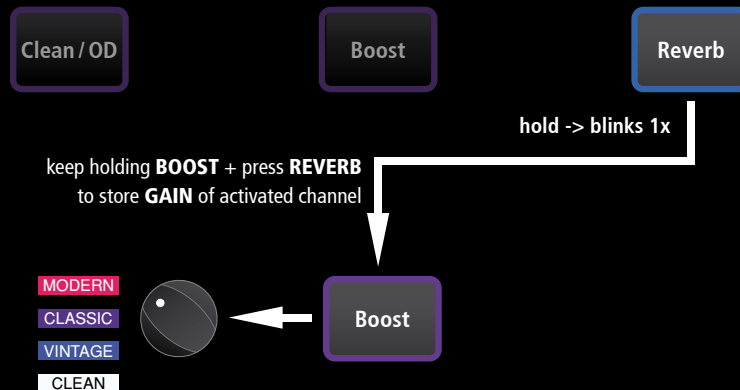 Clean / OD
Boost
Reverb
hold -> blinks 1x
keep holding BOOST + press REVERB
to store GAIN of activated channel
MODERN
CLASSIC
VINTAGE
CLEAN
Boost